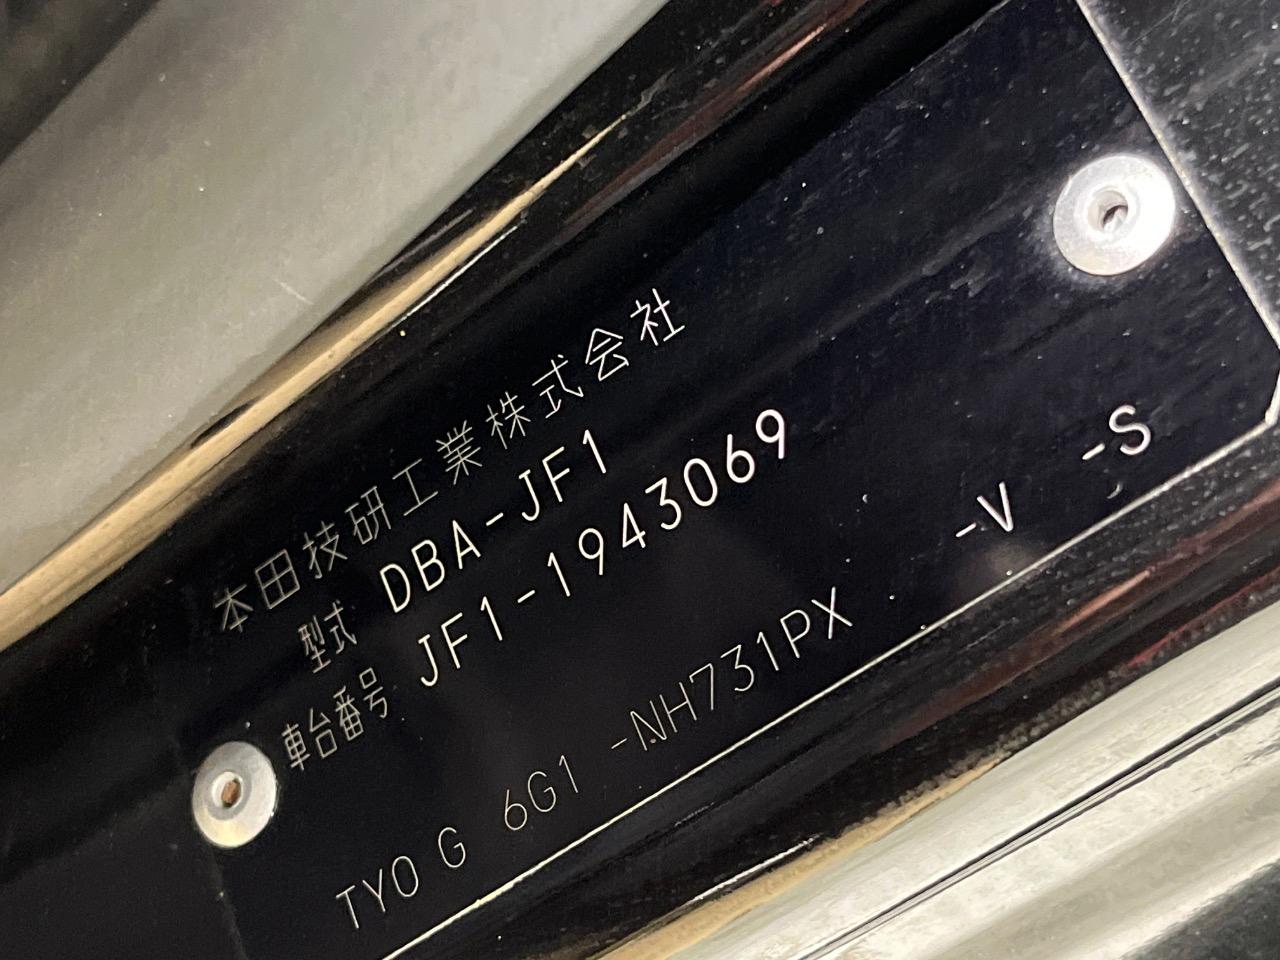 本田技研工業株式会社
型式 DBA-JF1
車台番号 JF1-1943069
TYO G 6G1 -NH731PX -V -S